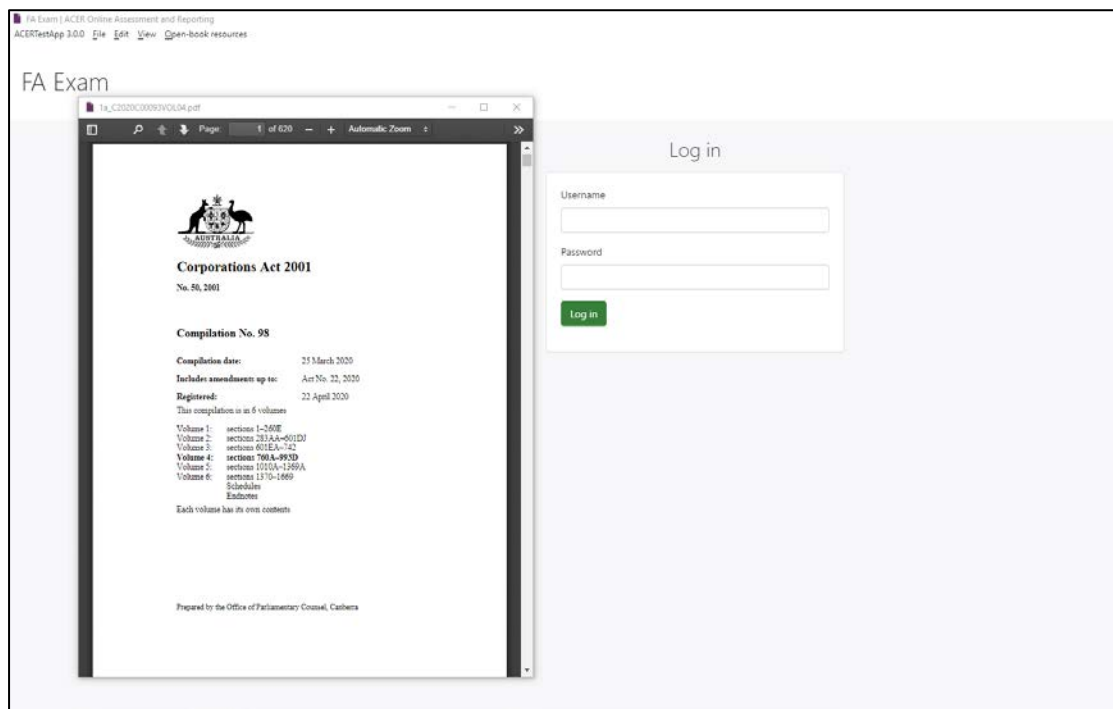 FA Exam | ACER Online Assessment and Reporting
ACERTestApp 3.0.0 File Edit View Open-book resources
FA Exam
1a_C2020C00093VOL04.pdf
Page: 1 of 620 Automatic Zoom
AUSTRALIA
Corporations Act 2001
No. 50, 2001
Compilation No. 98
Compilation date: 25 March 2020
Includes amendments up to: Act No. 22, 2020
Registered: 22 April 2020
This compilation is in 6 volumes
Volume 1: sections 1–260E
Volume 2: sections 283AA–601DJ
Volume 3: sections 601EA–742
Volume 4: sections 760A–993D
Volume 5: sections 1010A–1369A
Volume 6: sections 1370–1669
Schedules
Endnotes
Each volume has its own contents
Prepared by the Office of Parliamentary Counsel, Canberra
Log in
Username
Password
Log in